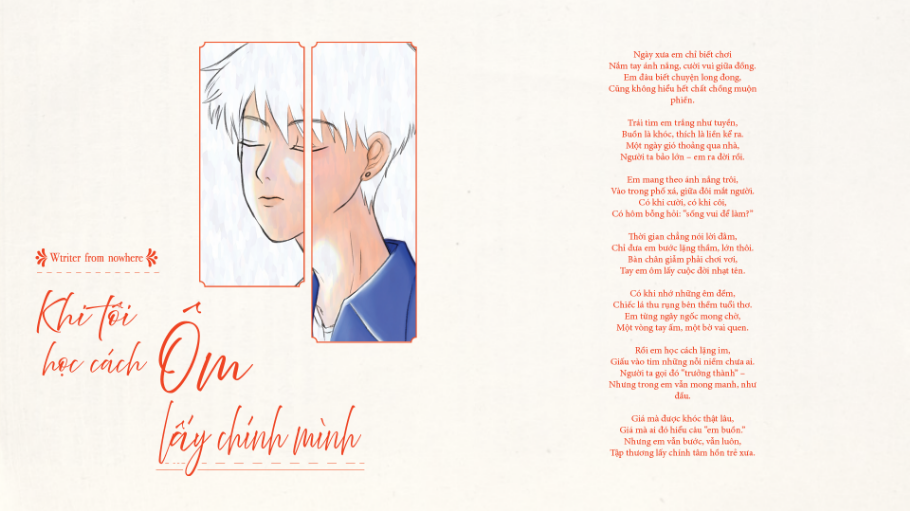 Wtriter from nowhere
Khi tôi
học cách
Ôm
lấy chính mình
Ngày xưa em chỉ biết chơi
Nắm tay ánh nắng, cười vui giữa đồng.
Em đâu biết chuyện long đong,
Cũng không hiểu hết chất chồng muộn
phiền.
Trái tim em trắng như tuyền,
Buồn là khóc, thích là liền kể ra.
Một ngày gió thoảng qua nhà,
Người ta bảo lớn – em ra đời rồi.
Em mang theo ánh nắng trôi,
Vào trong phố xá, giữa đôi mắt người.
Có khi cười, có khi côi,
Có hôm bỗng hỏi: "sống vui để làm?"
Thời gian chẳng nói lời đằm,
Chỉ đưa em bước lặng thầm, lớn thôi.
Bàn chân giẫm phải chơi vơi,
Tay em ôm lấy cuộc đời nhạt tên.
Có khi nhớ những êm đềm,
Chiếc lá thu rụng bên thềm tuổi thơ.
Em từng ngây ngốc mong chờ,
Một vòng tay ấm, một bờ vai quen.
Rồi em học cách lặng im,
Giấu vào tim những nỗi niềm chưa ai.
Người ta gọi đó "trưởng thành" –
Nhưng trong em vẫn mong manh, như
đầu.
Giá mà được khóc thật lâu,
Giá mà ai đó hiểu câu "em buồn."
Nhưng em vẫn bước, vẫn luôn,
Tập thương lấy chính tâm hồn trẻ xưa.